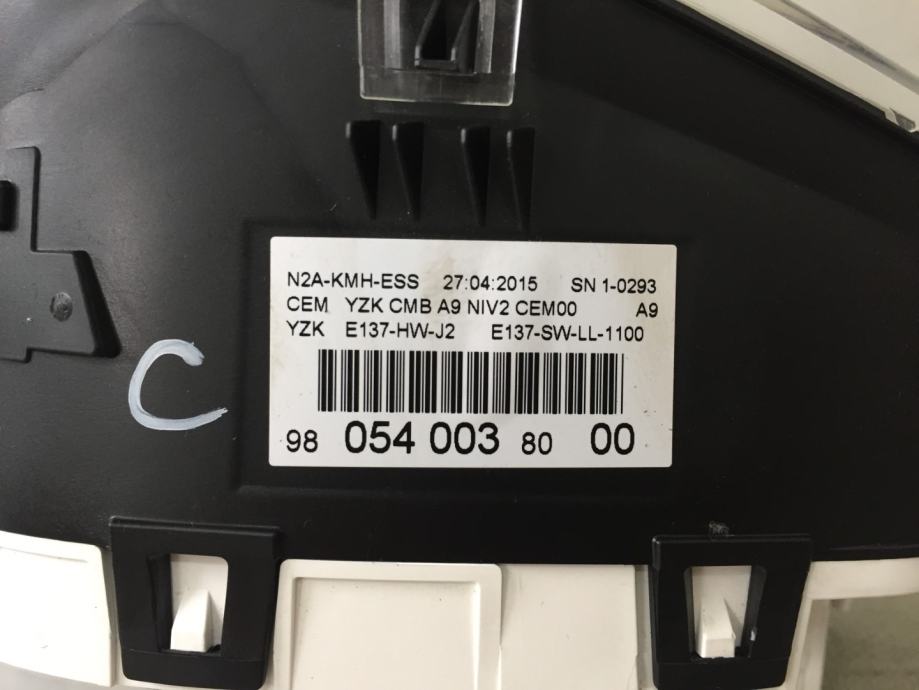 N2A-KMH-ESS 27:04:2015 SN 1-0293
CEM YZK CMB A9 NIV2 CEM00 A9
YZK E137-HW-J2 E137-SW-LL-1100
98 054 003 80 00
C